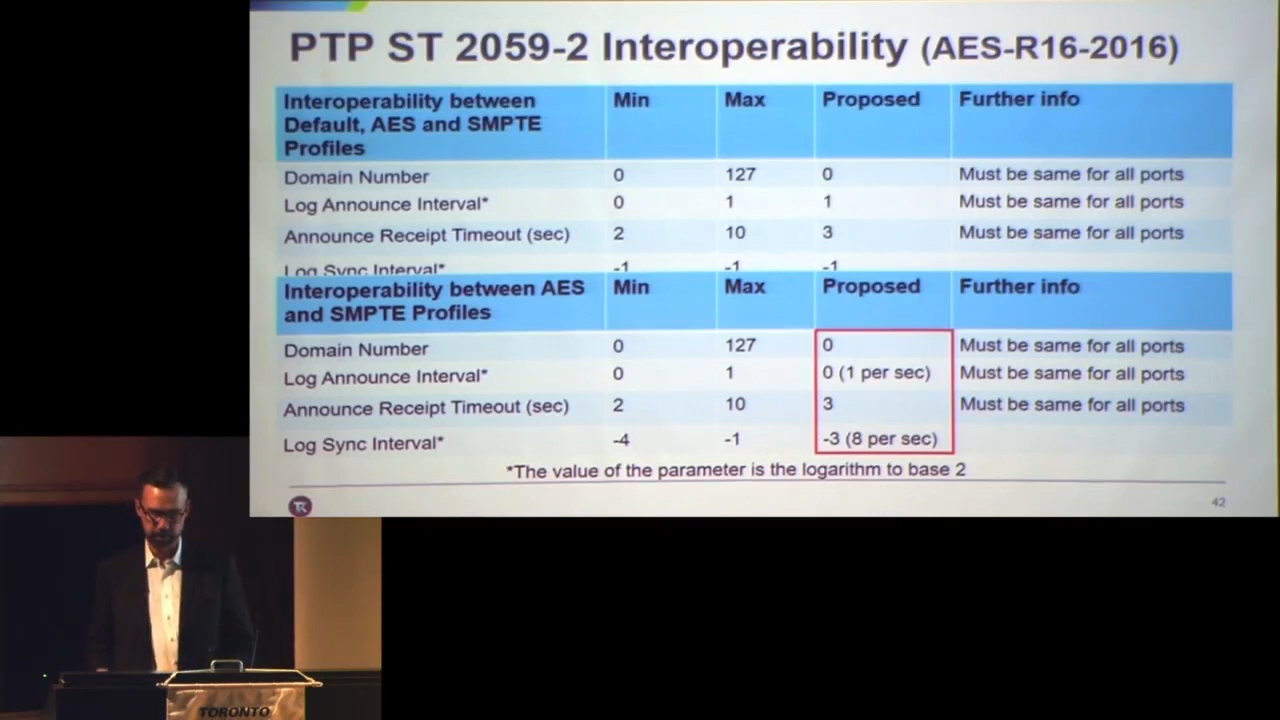 PTP ST 2059-2 Interoperability (AES-R16-2016)
Interoperability between Default, AES and SMPTE Profiles Min Max Proposed Further info
Domain Number 0 127 0 Must be same for all ports
Log Announce Interval* 0 1 1 Must be same for all ports
Announce Receipt Timeout (sec) 2 10 3 Must be same for all ports
Log Sync Interval* -1 -1 -1
Interoperability between AES and SMPTE Profiles Min Max Proposed Further info
Domain Number 0 127 0 Must be same for all ports
Log Announce Interval* 0 1 0 (1 per sec) Must be same for all ports
Announce Receipt Timeout (sec) 2 10 3 Must be same for all ports
Log Sync Interval* -4 -1 -3 (8 per sec)
*The value of the parameter is the logarithm to base 2
42
TORONTO